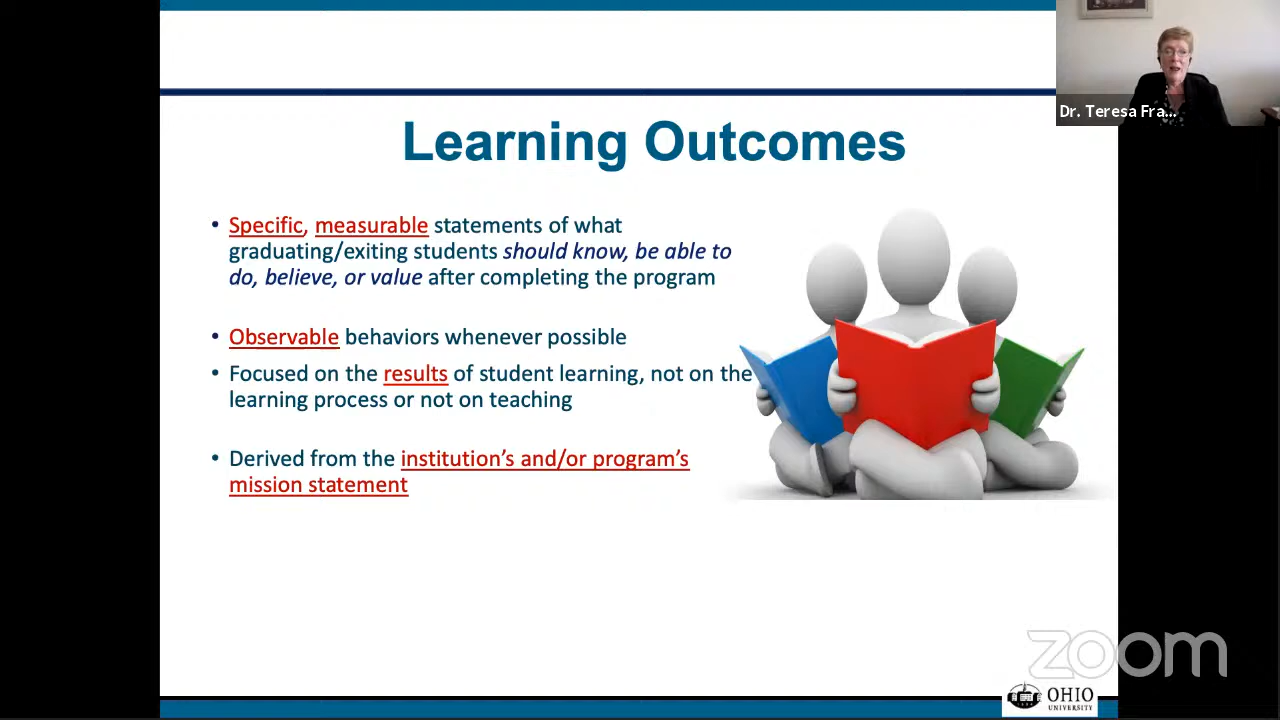 Dr. Teresa Fra...
Learning Outcomes
• Specific, measurable statements of what
graduating/exiting students should know, be able to
do, believe, or value after completing the program
• Observable behaviors whenever possible
• Focused on the results of student learning, not on the
learning process or not on teaching
• Derived from the institution's and/or program's
mission statement
zoom
OHIO
UNIVERSITY